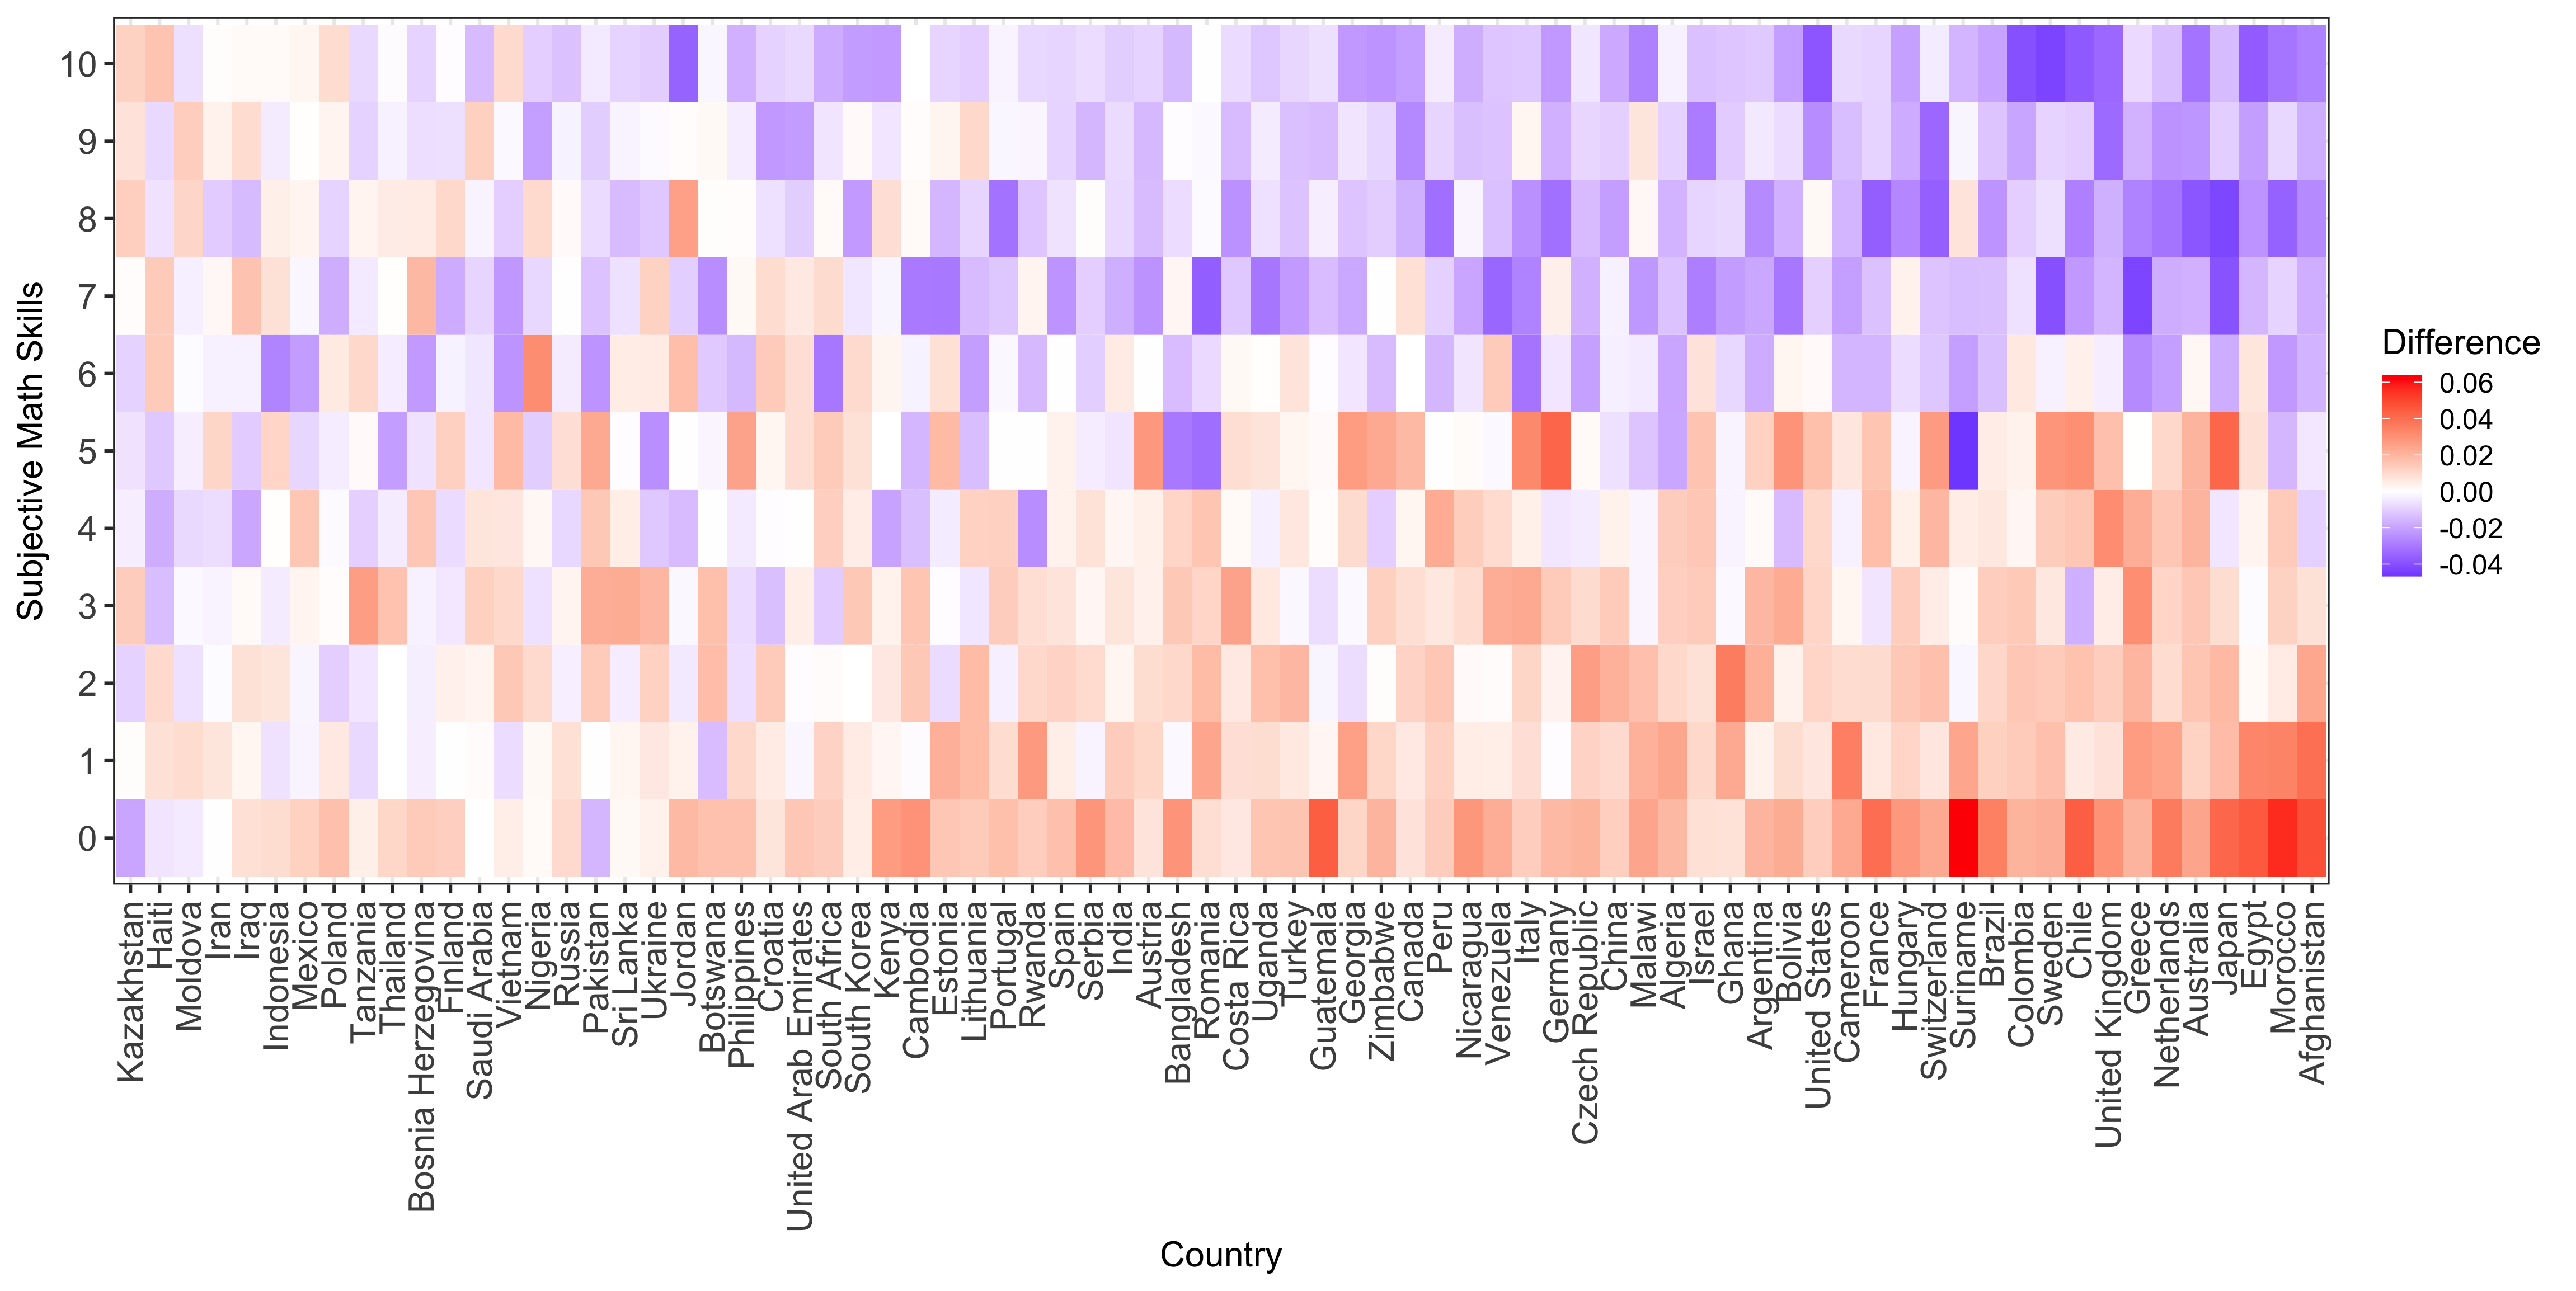 Subjective Math Skills
10
9
8
7
6
5
4
3
2
1
0
Kazakhstan
Haiti
Moldova
Iran
Iraq
Indonesia
Mexico
Poland
Tanzania
Thailand
Bosnia Herzegovina
Finland
Saudi Arabia
Vietnam
Nigeria
Russia
Pakistan
Sri Lanka
Ukraine
Jordan
Botswana
Philippines
Croatia
United Arab Emirates
South Africa
South Korea
Kenya
Cambodia
Estonia
Lithuania
Portugal
Rwanda
Spain
Serbia
India
Austria
Bangladesh
Romania
Costa Rica
Uganda
Turkey
Guatemala
Georgia
Zimbabwe
Canada
Peru
Nicaragua
Venezuela
Italy
Germany
Czech Republic
China
Malawi
Algeria
Israel
Ghana
Argentina
Bolivia
United States
Cameroon
France
Hungary
Switzerland
Suriname
Brazil
Colombia
Sweden
Chile
United Kingdom
Greece
Netherlands
Australia
Japan
Egypt
Morocco
Afghanistan
Country
Difference
0.06
0.04
0.02
0.00
-0.02
-0.04